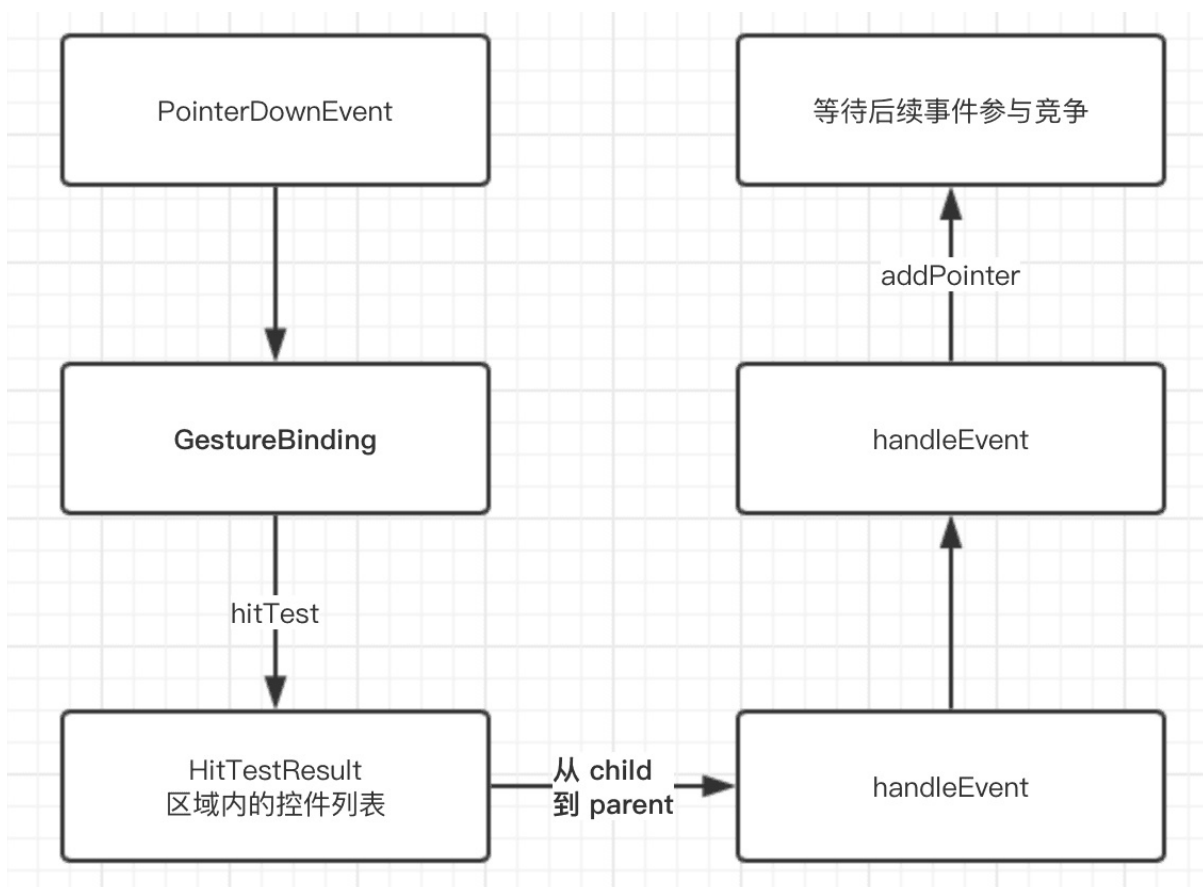 PointerDownEvent
GestureBinding
hitTest
HitTestResult
区域内的控件列表
从 child
到 parent
handleEvent
handleEvent
addPointer
等待后续事件参与竞争